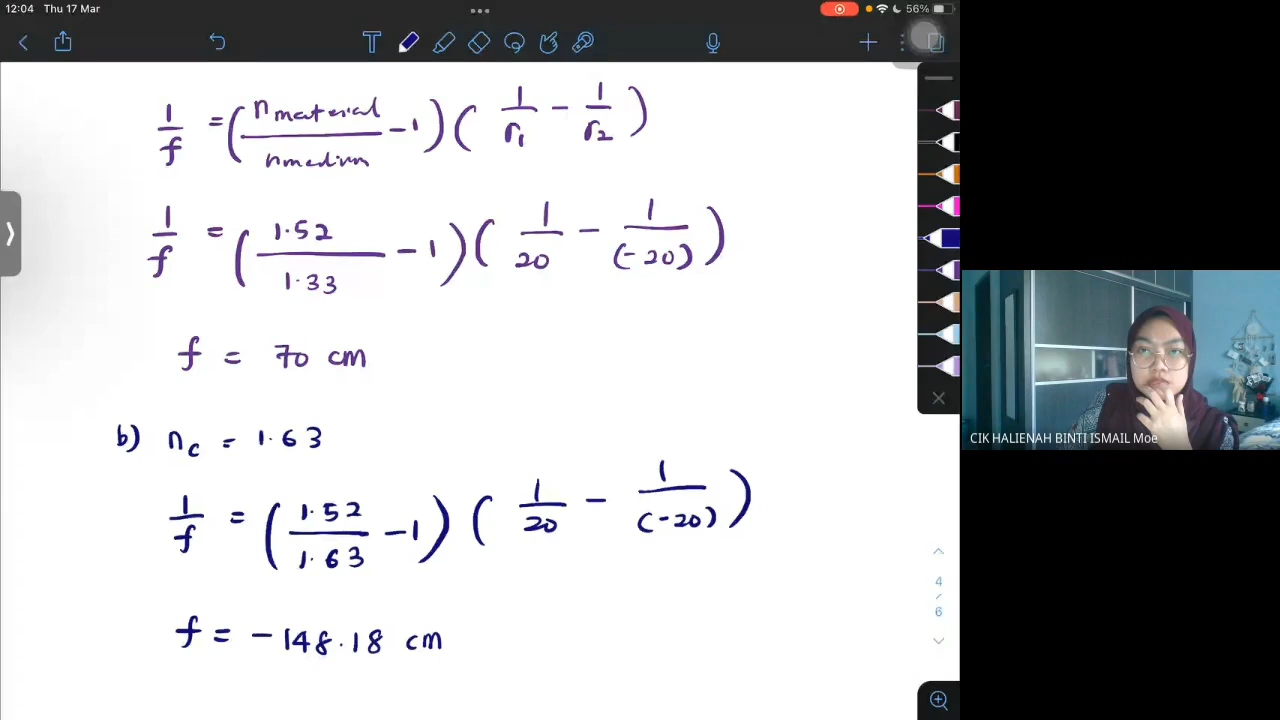 12:04 Thu 17 Mar
56%
1/f = (n material / n medium − 1) ( 1/r₁ − 1/r₂ )
1/f = (1.52 / 1.33 − 1) ( 1/20 − 1/(−20) )
f = 70 cm
b) nc = 1.63
1/f = (1.52 / 1.63 − 1) ( 1/20 − 1/(−20) )
f = −148.18 cm
4
/
6
CIK HALIENAH BINTI ISMAIL Moe